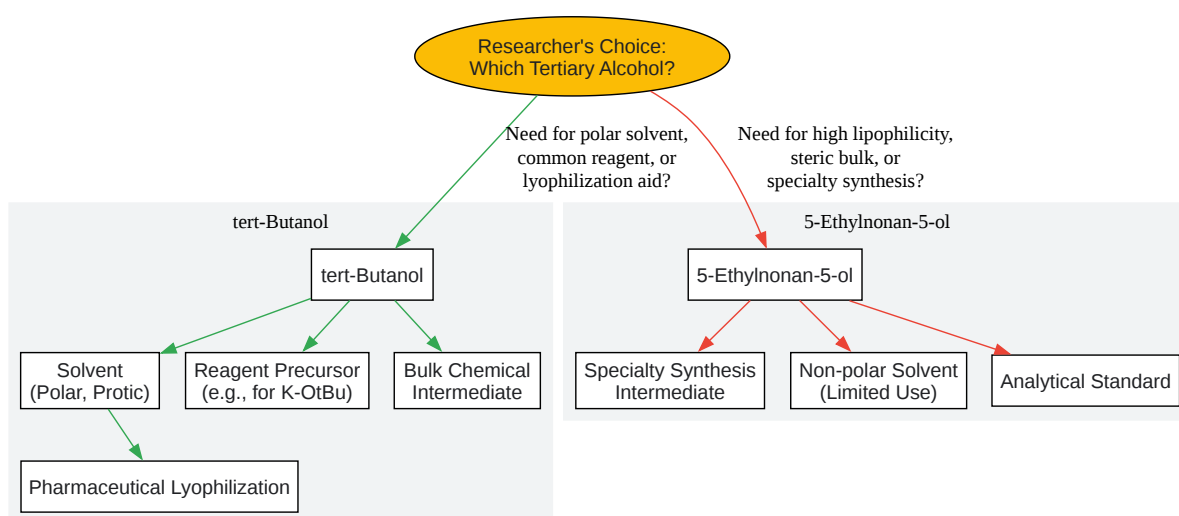 Researcher's Choice:
Which Tertiary Alcohol?
Need for polar solvent,
common reagent, or
lyophilization aid?
Need for high lipophilicity,
steric bulk, or
specialty synthesis?
tert-Butanol
5-Ethylnonan-5-ol
tert-Butanol
5-Ethylnonan-5-ol
Solvent
(Polar, Protic)
Reagent Precursor
(e.g., for K-OtBu)
Bulk Chemical
Intermediate
Specialty Synthesis
Intermediate
Non-polar Solvent
(Limited Use)
Analytical Standard
Pharmaceutical Lyophilization